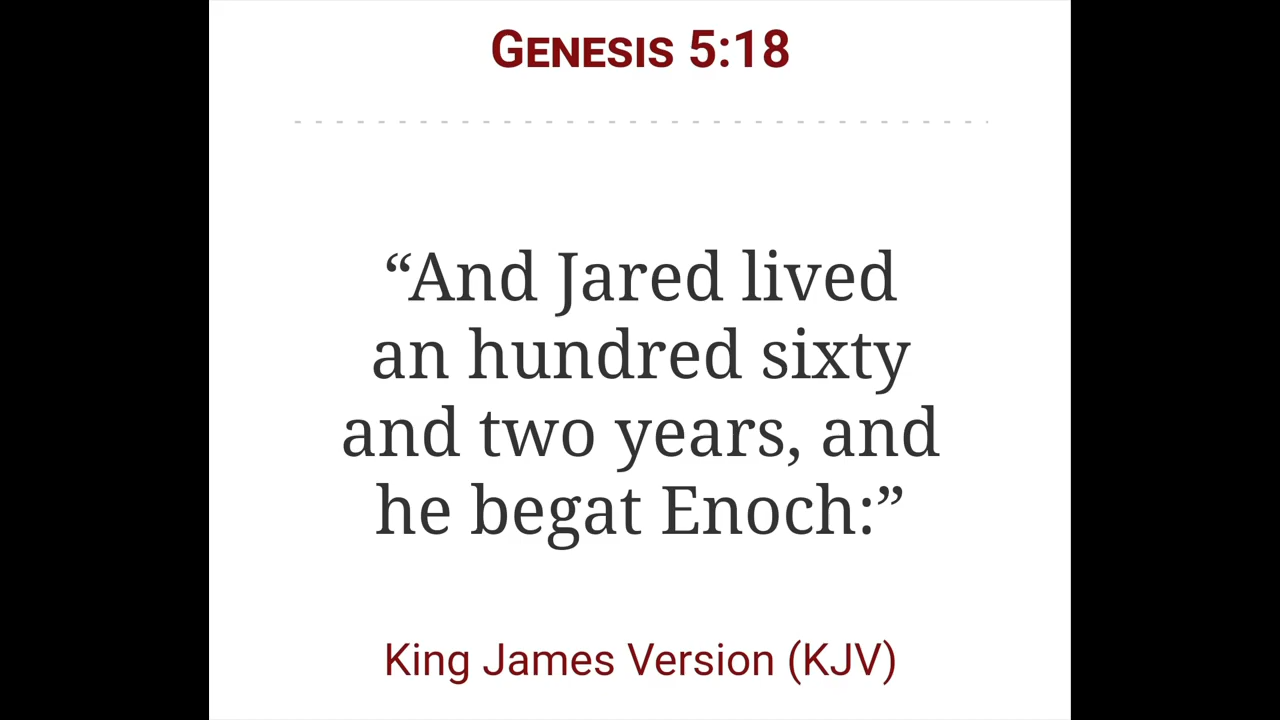 Genesis 5:18
“And Jared lived
an hundred sixty
and two years, and
he begat Enoch:”
King James Version (KJV)